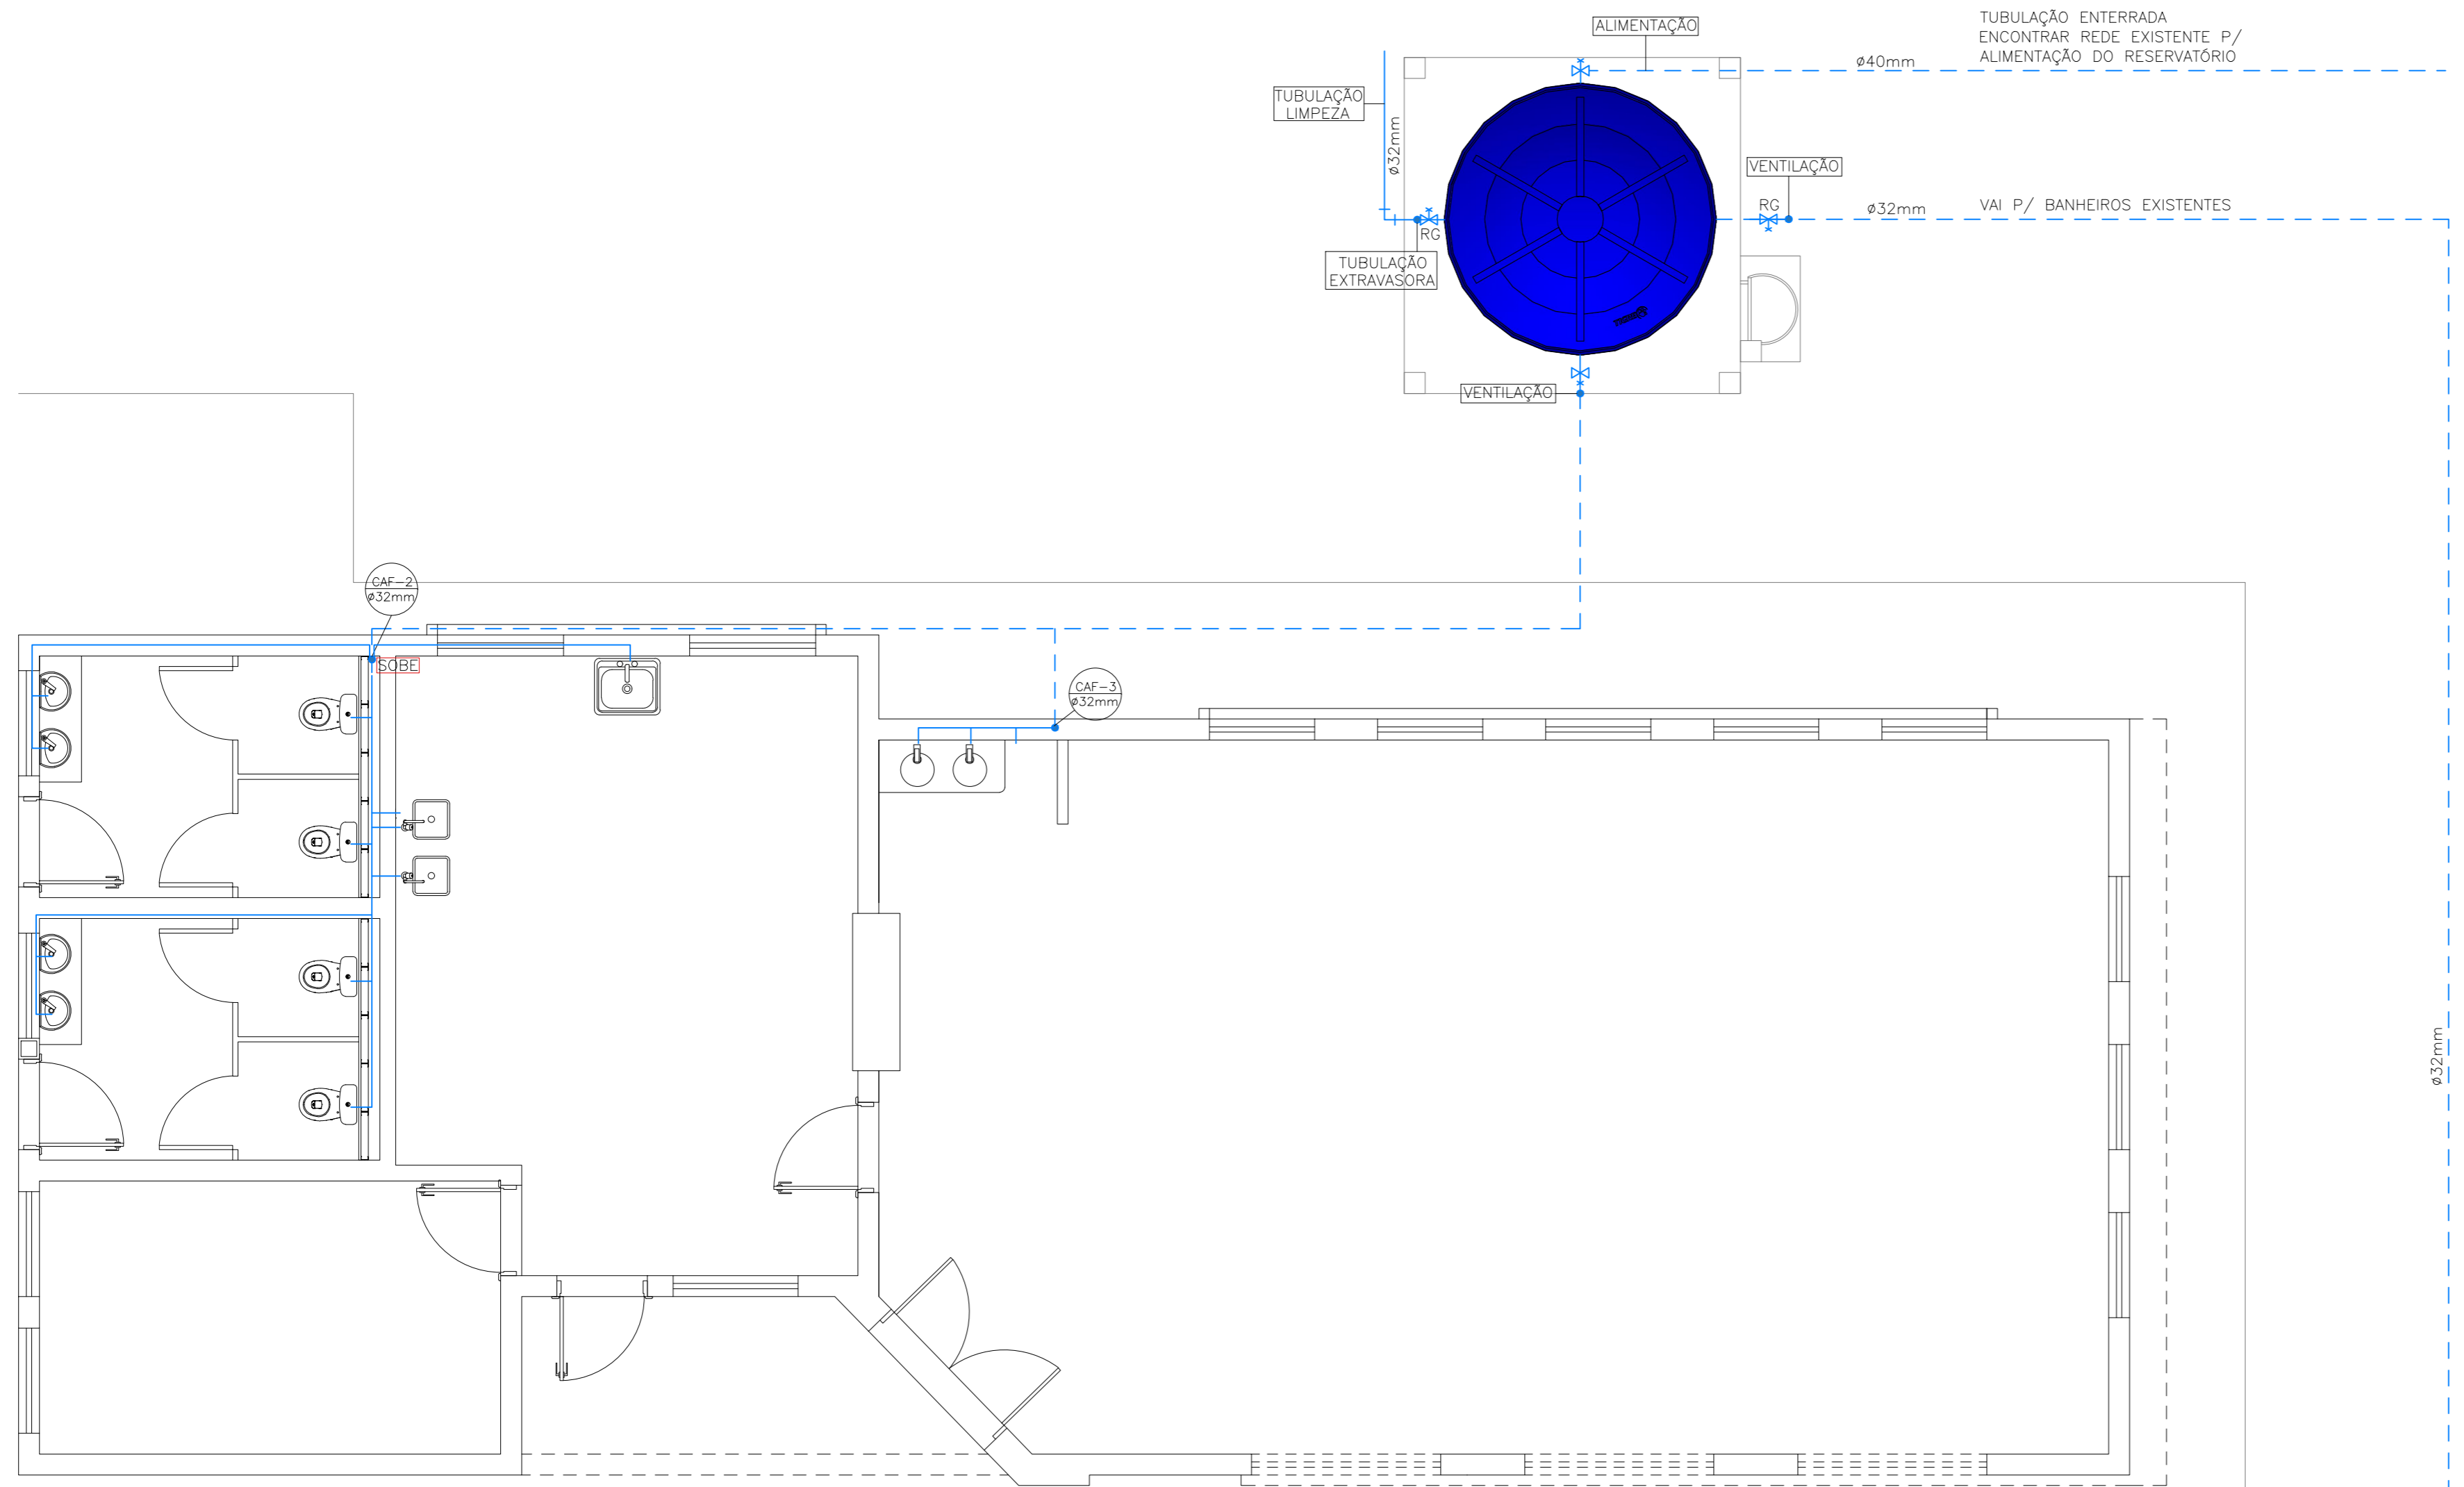 TUBULAÇÃO ENTERRADA
ENCONTRAR REDE EXISTENTE P/
ALIMENTAÇÃO DO RESERVATÓRIO
ALIMENTAÇÃO
ø40mm
TUBULAÇÃO
LIMPEZA
ø32mm
VENTILAÇÃO
RG
ø32mm
VAI P/ BANHEIROS EXISTENTES
RG
TUBULAÇÃO
EXTRAVASORA
VENTILAÇÃO
CAF-2
ø32mm
SOBE
CAF-3
ø32mm
ø32mm